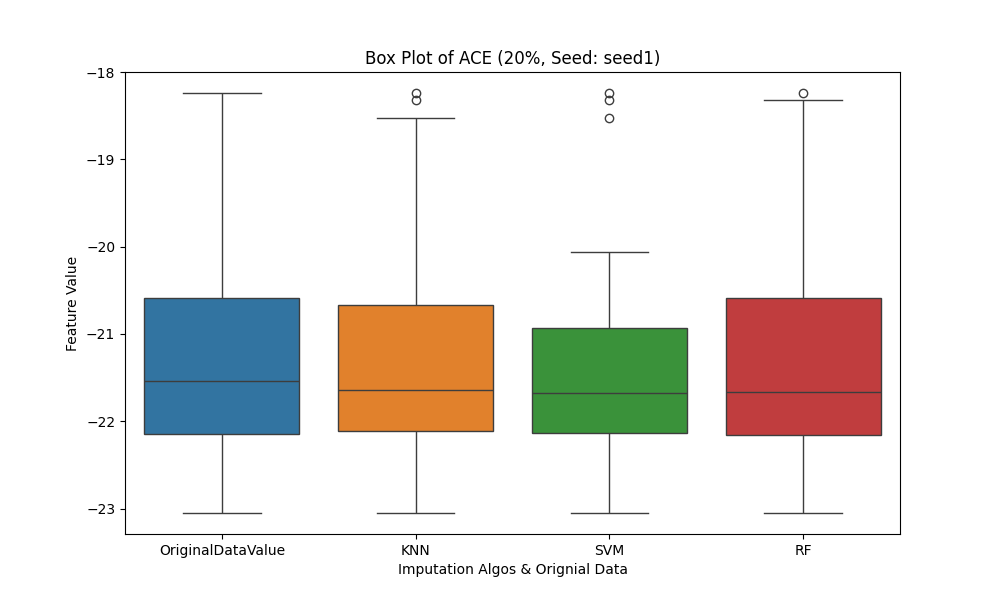 Box Plot of ACE (20%, Seed: seed1)
Feature Value
−18
−19
−20
−21
−22
−23
OriginalDataValue
KNN
SVM
RF
Imputation Algos & Orignial Data